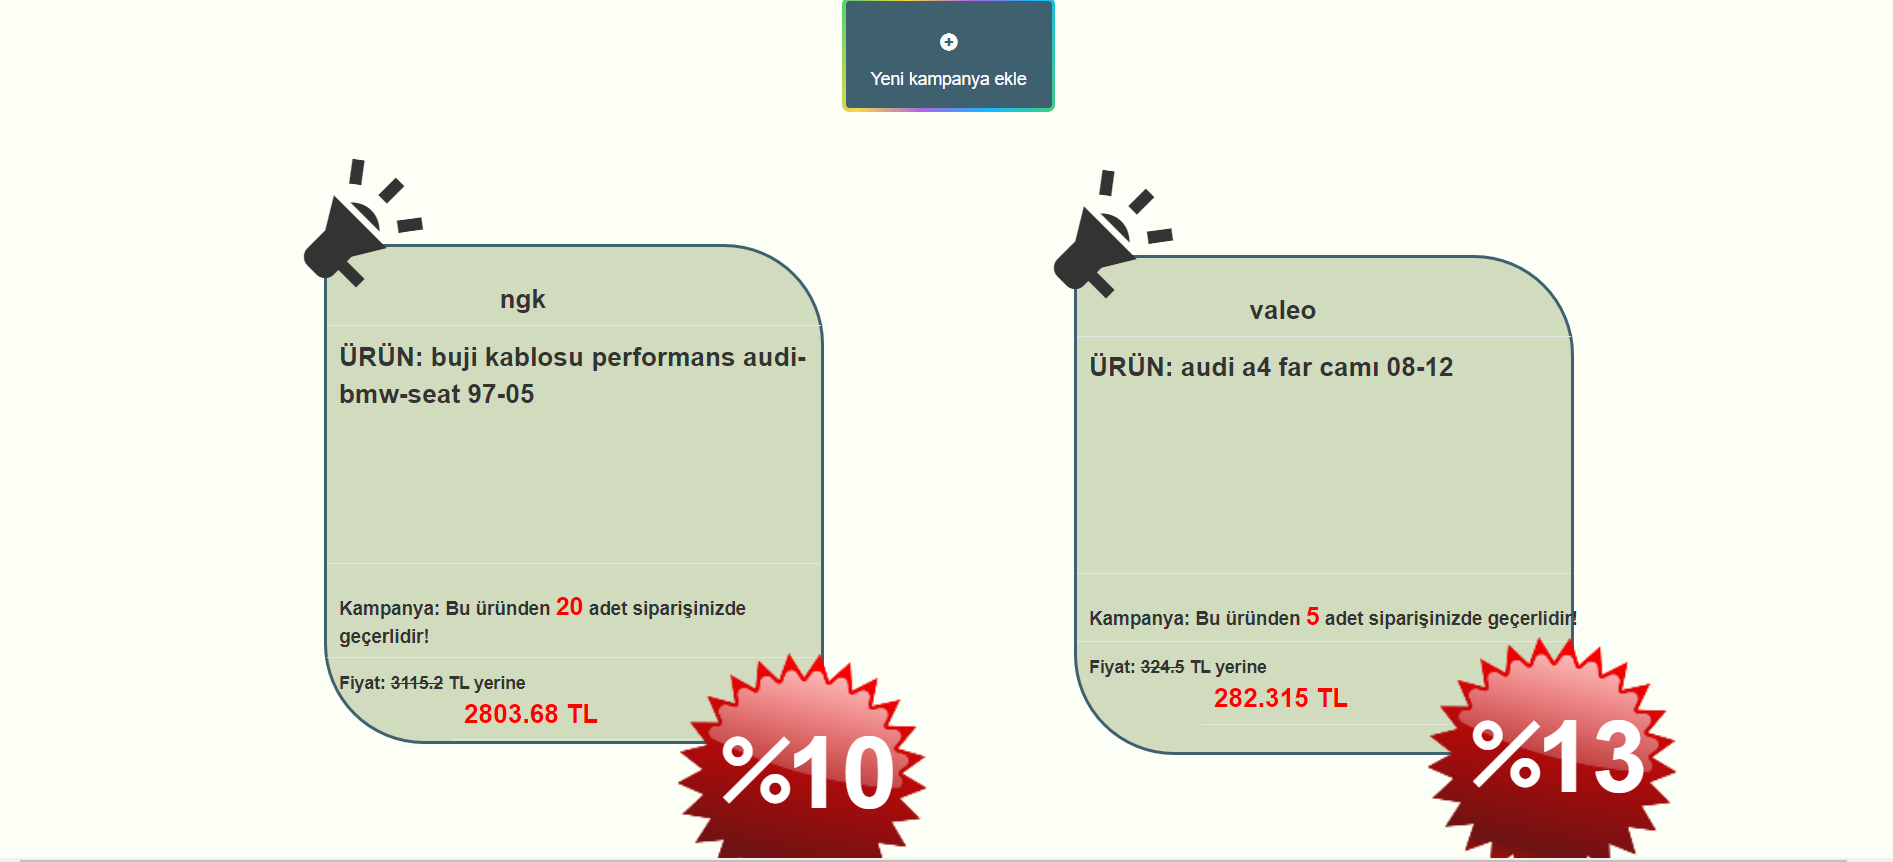 Yeni kampanya ekle
ngk
ÜRÜN: buji kablosu performans audi-
bmw-seat 97-05
Kampanya: Bu üründen 20 adet siparişinizde
geçerlidir!
Fiyat: 3115.2 TL yerine
2803.68 TL
%10
valeo
ÜRÜN: audi a4 far camı 08-12
Kampanya: Bu üründen 5 adet siparişinizde geçerlidir!
Fiyat: 324.5 TL yerine
282.315 TL
%13